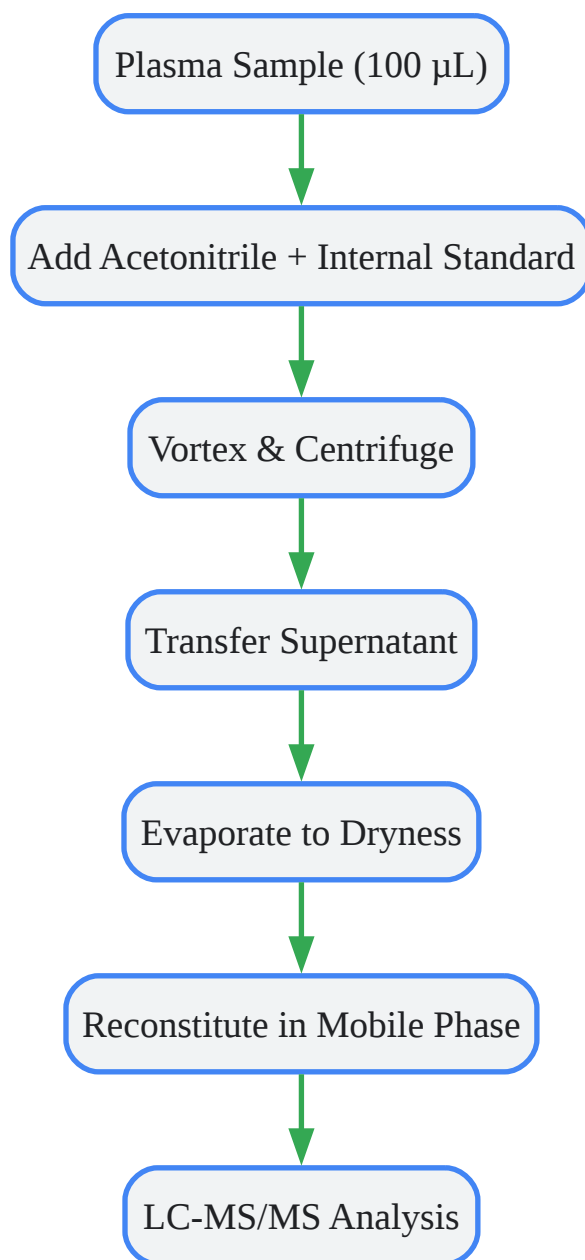 Plasma Sample (100 µL)
Add Acetonitrile + Internal Standard
Vortex & Centrifuge
Transfer Supernatant
Evaporate to Dryness
Reconstitute in Mobile Phase
LC-MS/MS Analysis